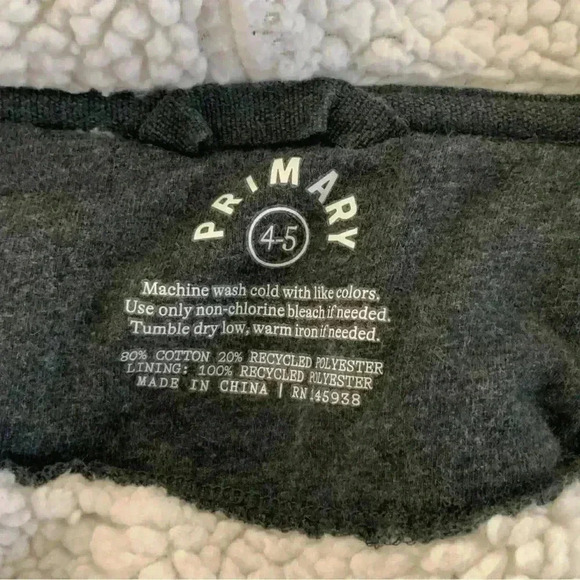 PRIMARY
4-5
Machine wash cold with like colors.
Use only non-chlorine bleach if needed.
Tumble dry low, warm iron if needed.
80% COTTON 20% RECYCLED POLYESTER
LINING: 100% RECYCLED POLYESTER
MADE IN CHINA | RN 145938